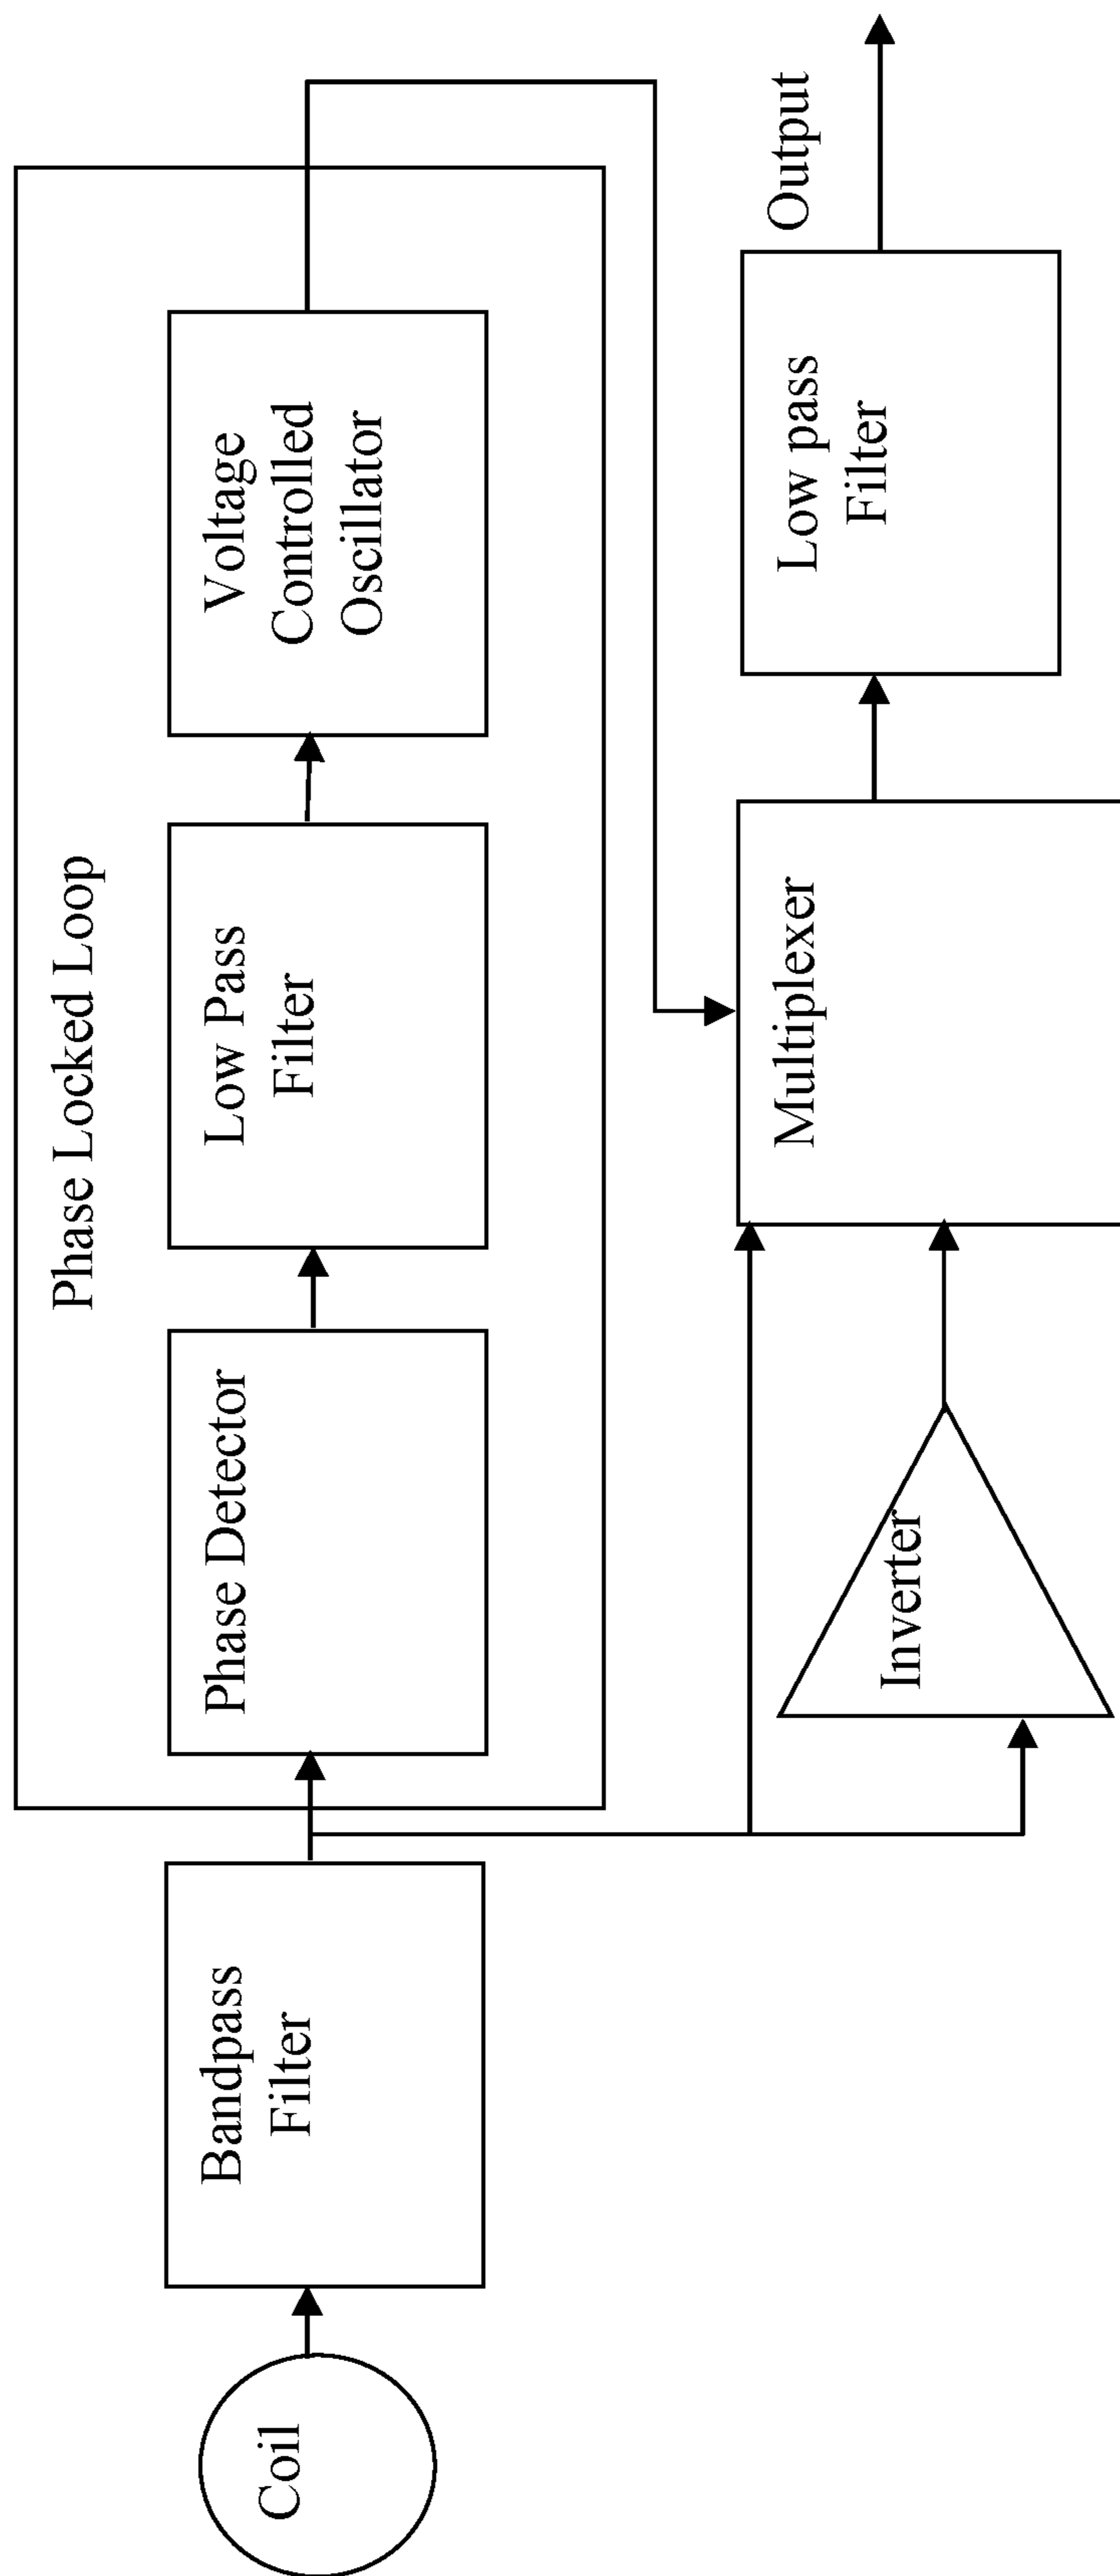 Phase Locked Loop
Coil
Bandpass
Filter
Phase Detector
Low Pass
Filter
Voltage
Controlled
Oscillator
Inverter
Multiplexer
Low pass
Filter
Output